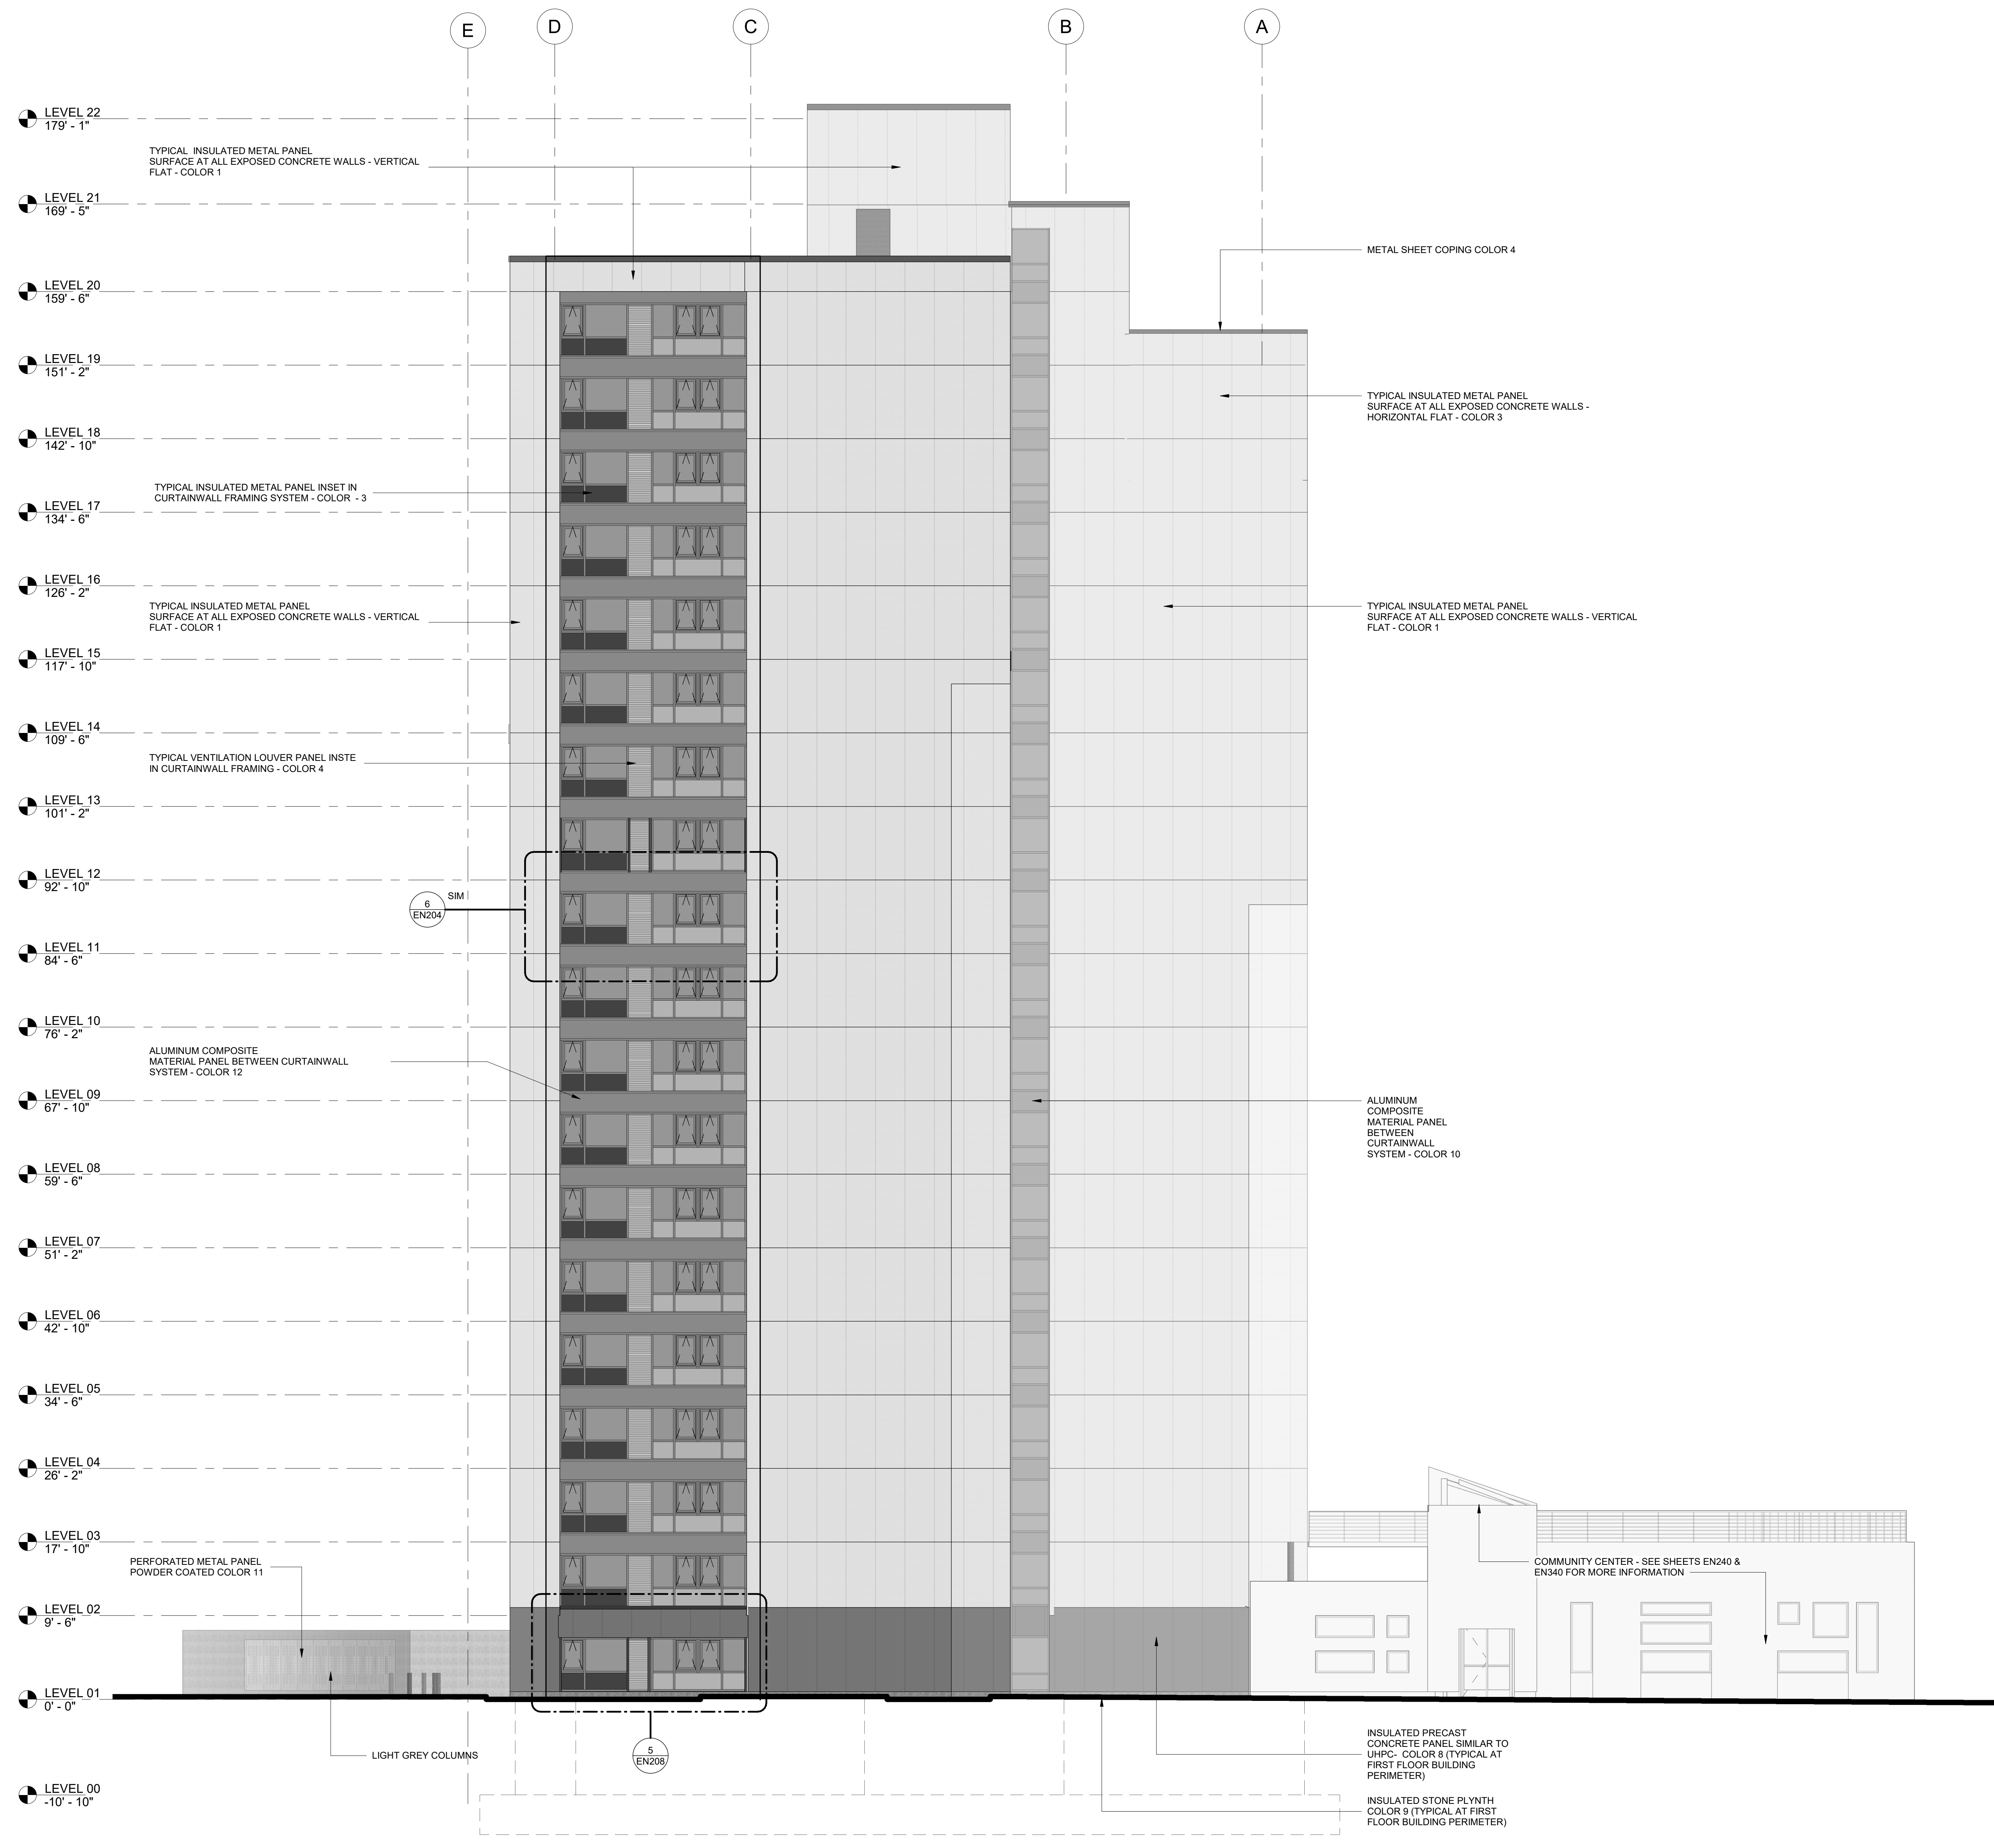 E
D
C
B
A
LEVEL 22
179' - 1"
TYPICAL INSULATED METAL PANEL
SURFACE AT ALL EXPOSED CONCRETE WALLS - VERTICAL
FLAT - COLOR 1
LEVEL 21
169' - 5"
METAL SHEET COPING COLOR 4
LEVEL 20
159' - 6"
LEVEL 19
151' - 2"
TYPICAL INSULATED METAL PANEL
SURFACE AT ALL EXPOSED CONCRETE WALLS -
HORIZONTAL FLAT - COLOR 3
LEVEL 18
142' - 10"
TYPICAL INSULATED METAL PANEL INSET IN
CURTAINWALL FRAMING SYSTEM - COLOR - 3
LEVEL 17
134' - 6"
LEVEL 16
126' - 2"
TYPICAL INSULATED METAL PANEL
SURFACE AT ALL EXPOSED CONCRETE WALLS - VERTICAL
FLAT - COLOR 1
TYPICAL INSULATED METAL PANEL
SURFACE AT ALL EXPOSED CONCRETE WALLS - VERTICAL
FLAT - COLOR 1
LEVEL 15
117' - 10"
LEVEL 14
109' - 6"
TYPICAL VENTILATION LOUVER PANEL INSTE
IN CURTAINWALL FRAMING - COLOR 4
LEVEL 13
101' - 2"
LEVEL 12
92' - 10"
6
EN204
SIM
LEVEL 11
84' - 6"
LEVEL 10
76' - 2"
ALUMINUM COMPOSITE
MATERIAL PANEL BETWEEN CURTAINWALL
SYSTEM - COLOR 12
LEVEL 09
67' - 10"
ALUMINUM
COMPOSITE
MATERIAL PANEL
BETWEEN
CURTAINWALL
SYSTEM - COLOR 10
LEVEL 08
59' - 6"
LEVEL 07
51' - 2"
LEVEL 06
42' - 10"
LEVEL 05
34' - 6"
LEVEL 04
26' - 2"
LEVEL 03
17' - 10"
PERFORATED METAL PANEL
POWDER COATED COLOR 11
COMMUNITY CENTER - SEE SHEETS EN240 &
EN340 FOR MORE INFORMATION
LEVEL 02
9' - 6"
LEVEL 01
0' - 0"
LIGHT GREY COLUMNS
5
EN208
INSULATED PRECAST
CONCRETE PANEL SIMILAR TO
UHPC- COLOR 8 (TYPICAL AT
FIRST FLOOR BUILDING
PERIMETER)
LEVEL 00
-10' - 10"
INSULATED STONE PLYNTH
COLOR 9 (TYPICAL AT FIRST
FLOOR BUILDING PERIMETER)